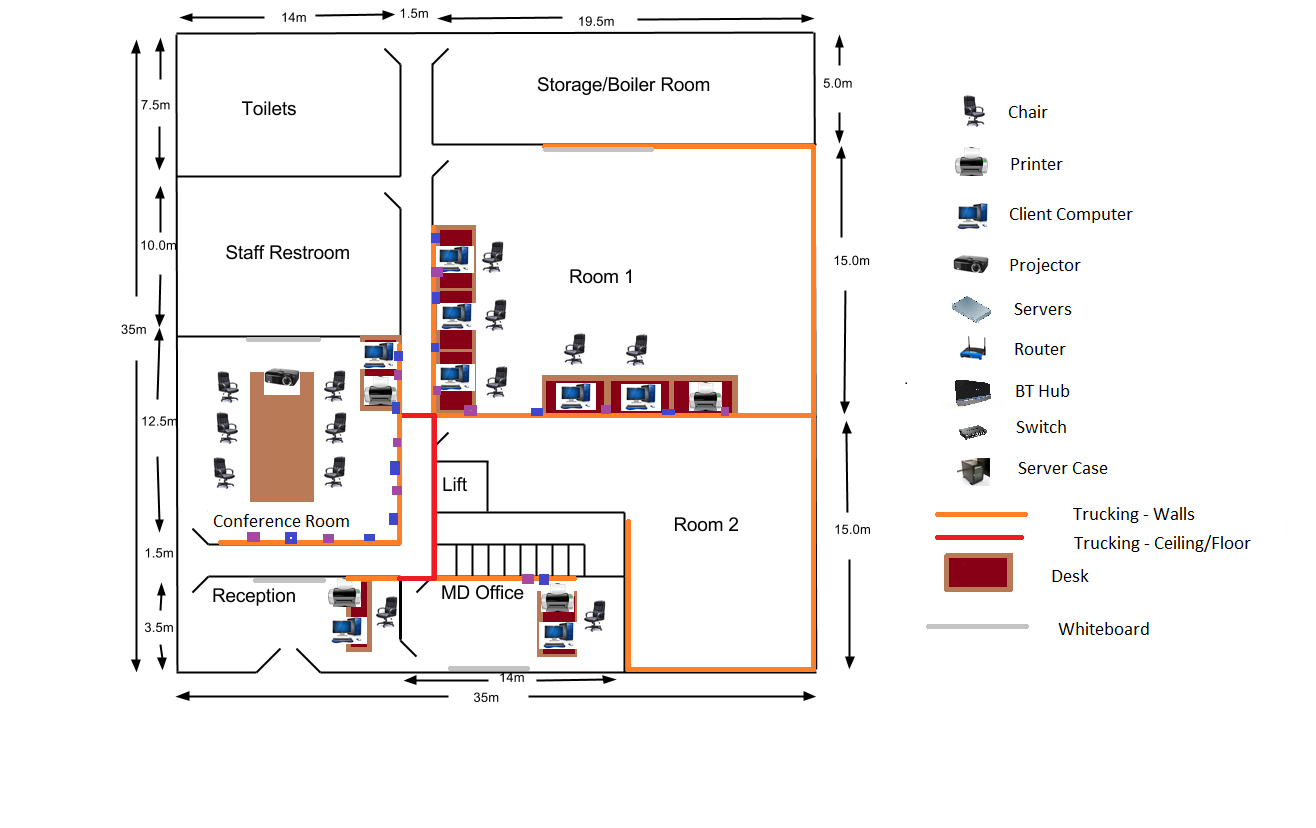 14m
1.5m
19.5m
7.5m
Toilets
Storage/Boiler Room
5.0m
10.0m
Staff Restroom
Room 1
15.0m
35m
12.5m
Conference Room
Lift
Room 2
15.0m
1.5m
Reception
MD Office
3.5m
14m
35m
Chair
Printer
Client Computer
Projector
Servers
Router
BT Hub
Switch
Server Case
Trucking - Walls
Trucking - Ceiling/Floor
Desk
Whiteboard